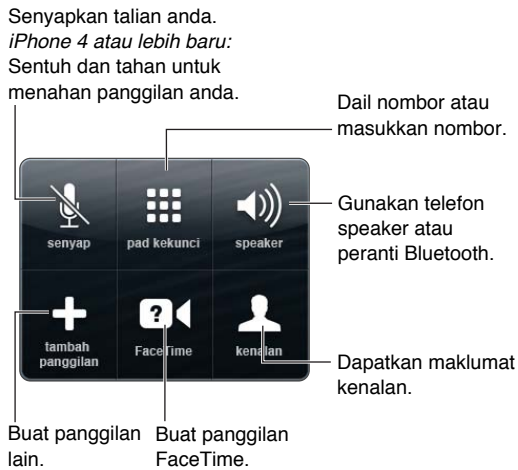 Senyapkan talian anda.
iPhone 4 atau lebih baru:
Sentuh dan tahan untuk
menahan panggilan anda.
Dail nombor atau
masukkan nombor.
senyap
pad kekunci
speaker
Gunakan telefon
speaker atau
peranti Bluetooth.
tambah
panggilan
FaceTime
kenalan
Dapatkan maklumat
kenalan.
Buat panggilan
lain.
Buat panggilan
FaceTime.